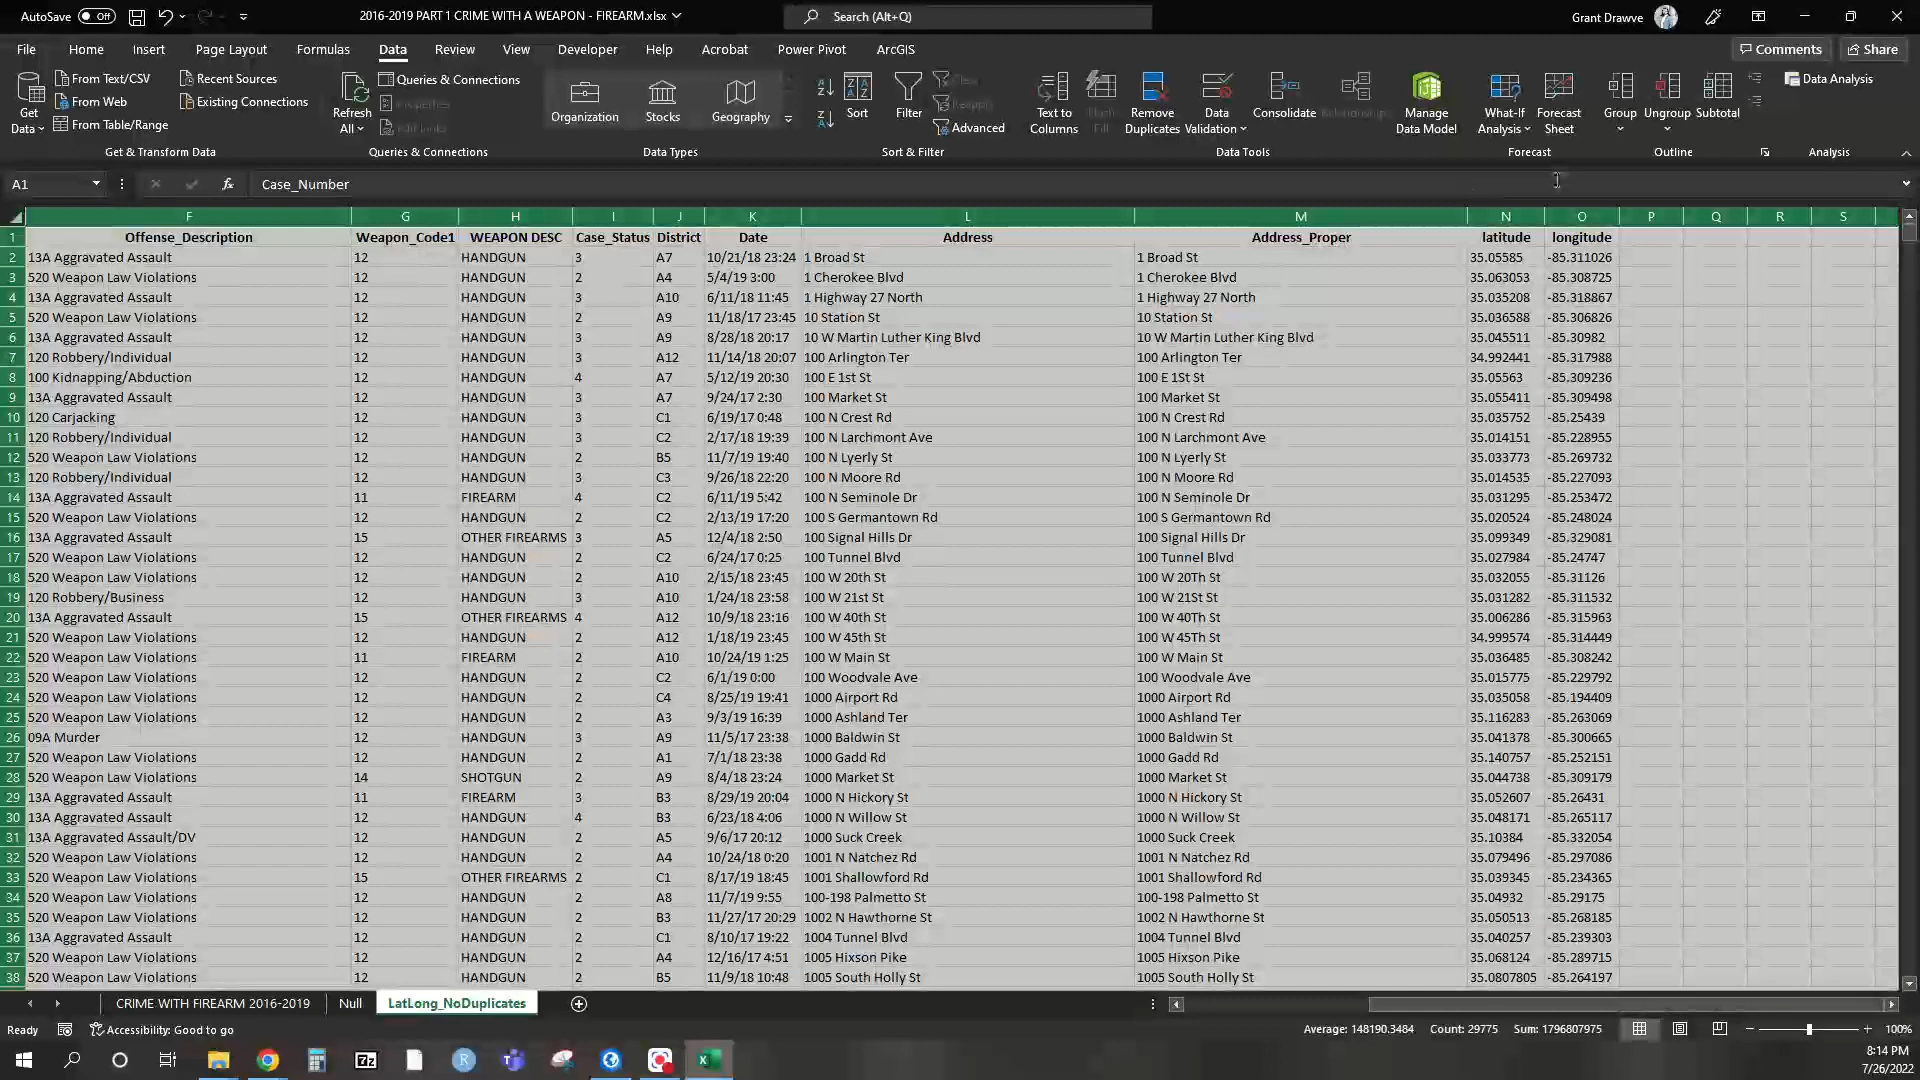 AutoSave Off 2016-2019 PART 1 CRIME WITH A WEAPON - FIREARM.xlsx Search (Alt+Q) Grant Drawve
File Home Insert Page Layout Formulas Data Review View Developer Help Acrobat Power Pivot ArcGIS Comments Share
Get Data From Text/CSV From Web From Table/Range Recent Sources Existing Connections
Get & Transform Data
Refresh All Queries & Connections
Queries & Connections
Organization Stocks Geography
Data Types
Sort Filter Advanced
Sort & Filter
Text to Columns Remove Duplicates Data Validation Consolidate Manage Data Model
Data Tools
What-If Analysis Forecast Sheet
Forecast
Group Ungroup Subtotal
Outline
Data Analysis
Analysis
A1 fx Case_Number
F G H I J K L M N O P Q R S
1 Offense_Description Weapon_Code1 WEAPON DESC Case_Status District Date Address Address_Proper latitude longitude
2 13A Aggravated Assault 12 HANDGUN 3 A7 10/21/18 23:24 1 Broad St 1 Broad St 35.05585 -85.311026
3 520 Weapon Law Violations 12 HANDGUN 2 A4 5/4/19 3:00 1 Cherokee Blvd 1 Cherokee Blvd 35.063053 -85.308725
4 13A Aggravated Assault 12 HANDGUN 3 A10 6/11/18 11:45 1 Highway 27 North 1 Highway 27 North 35.035208 -85.318867
5 520 Weapon Law Violations 12 HANDGUN 2 A9 11/18/17 23:45 10 Station St 10 Station St 35.036588 -85.306826
6 13A Aggravated Assault 12 HANDGUN 3 A9 8/28/18 20:17 10 W Martin Luther King Blvd 10 W Martin Luther King Blvd 35.045511 -85.30982
7 120 Robbery/Individual 12 HANDGUN 3 A12 11/14/18 20:07 100 Arlington Ter 100 Arlington Ter 34.992441 -85.317988
8 100 Kidnapping/Abduction 12 HANDGUN 4 A7 5/12/19 20:30 100 E 1st St 100 E 1St St 35.05563 -85.309236
9 13A Aggravated Assault 12 HANDGUN 3 A7 9/24/17 2:30 100 Market St 100 Market St 35.055411 -85.309498
10 120 Carjacking 12 HANDGUN 3 C1 6/19/17 0:48 100 N Crest Rd 100 N Crest Rd 35.035752 -85.25439
11 120 Robbery/Individual 12 HANDGUN 3 C2 2/17/18 19:39 100 N Larchmont Ave 100 N Larchmont Ave 35.014151 -85.228955
12 520 Weapon Law Violations 12 HANDGUN 2 B5 11/7/19 19:40 100 N Lyerly St 100 N Lyerly St 35.033773 -85.269732
13 120 Robbery/Individual 12 HANDGUN 3 C3 9/26/18 22:20 100 N Moore Rd 100 N Moore Rd 35.014535 -85.227093
14 13A Aggravated Assault 11 FIREARM 4 C2 6/11/19 5:42 100 N Seminole Dr 100 N Seminole Dr 35.031295 -85.253472
15 520 Weapon Law Violations 12 HANDGUN 2 C2 2/13/19 17:20 100 S Germantown Rd 100 S Germantown Rd 35.020524 -85.248024
16 13A Aggravated Assault 15 OTHER FIREARMS 3 A5 12/4/18 2:50 100 Signal Hills Dr 100 Signal Hills Dr 35.099349 -85.329081
17 520 Weapon Law Violations 12 HANDGUN 2 C2 6/24/17 0:25 100 Tunnel Blvd 100 Tunnel Blvd 35.027984 -85.24747
18 520 Weapon Law Violations 12 HANDGUN 2 A10 2/15/18 23:45 100 W 20th St 100 W 20Th St 35.032055 -85.31126
19 120 Robbery/Business 12 HANDGUN 3 A10 1/24/18 23:58 100 W 21st St 100 W 21St St 35.031282 -85.311532
20 13A Aggravated Assault 15 OTHER FIREARMS 4 A12 10/9/18 23:16 100 W 40th St 100 W 40Th St 35.006286 -85.315963
21 520 Weapon Law Violations 12 HANDGUN 2 A12 1/18/19 23:45 100 W 45th St 100 W 45Th St 34.999574 -85.314449
22 520 Weapon Law Violations 11 FIREARM 2 A10 10/24/19 1:25 100 W Main St 100 W Main St 35.036485 -85.308242
23 520 Weapon Law Violations 12 HANDGUN 2 C2 6/1/19 0:00 100 Woodvale Ave 100 Woodvale Ave 35.015775 -85.229792
24 520 Weapon Law Violations 12 HANDGUN 2 C4 8/25/19 19:41 1000 Airport Rd 1000 Airport Rd 35.035058 -85.194409
25 520 Weapon Law Violations 12 HANDGUN 2 A3 9/3/19 16:39 1000 Ashland Ter 1000 Ashland Ter 35.116283 -85.263069
26 09A Murder 12 HANDGUN 3 A9 11/5/17 23:38 1000 Baldwin St 1000 Baldwin St 35.041378 -85.300665
27 520 Weapon Law Violations 12 HANDGUN 2 A1 7/1/18 23:38 1000 Gadd Rd 1000 Gadd Rd 35.140757 -85.252151
28 520 Weapon Law Violations 14 SHOTGUN 2 A9 8/4/18 23:24 1000 Market St 1000 Market St 35.044738 -85.309179
29 13A Aggravated Assault 11 FIREARM 3 B3 8/29/19 20:04 1000 N Hickory St 1000 N Hickory St 35.052607 -85.26431
30 13A Aggravated Assault 12 HANDGUN 4 B3 6/23/18 4:06 1000 N Willow St 1000 N Willow St 35.048171 -85.265117
31 13A Aggravated Assault/DV 12 HANDGUN 2 A5 9/6/17 20:12 1000 Suck Creek 1000 Suck Creek 35.10384 -85.332054
32 520 Weapon Law Violations 12 HANDGUN 2 A4 10/24/18 0:20 1001 N Natchez Rd 1001 N Natchez Rd 35.079496 -85.297086
33 520 Weapon Law Violations 15 OTHER FIREARMS 2 C1 8/17/19 18:45 1001 Shallowford Rd 1001 Shallowford Rd 35.039345 -85.234365
34 520 Weapon Law Violations 12 HANDGUN 2 A8 11/7/19 9:55 100-198 Palmetto St 100-198 Palmetto St 35.04932 -85.29175
35 520 Weapon Law Violations 12 HANDGUN 2 B3 11/27/17 20:29 1002 N Hawthorne St 1002 N Hawthorne St 35.050513 -85.268185
36 13A Aggravated Assault 12 HANDGUN 2 C1 8/10/17 19:22 1004 Tunnel Blvd 1004 Tunnel Blvd 35.040257 -85.239303
37 520 Weapon Law Violations 12 HANDGUN 2 A4 12/16/17 4:51 1005 Hixson Pike 1005 Hixson Pike 35.068124 -85.289715
38 520 Weapon Law Violations 12 HANDGUN 2 B5 11/9/18 10:48 1005 South Holly St 1005 South Holly St 35.0807805 -85.264197
CRIME WITH FIREARM 2016-2019 Null LatLong_NoDuplicates
Ready Accessibility: Good to go Average: 148190.3484 Count: 29775 Sum: 1796807975 100%
8:14 PM
7/26/2022